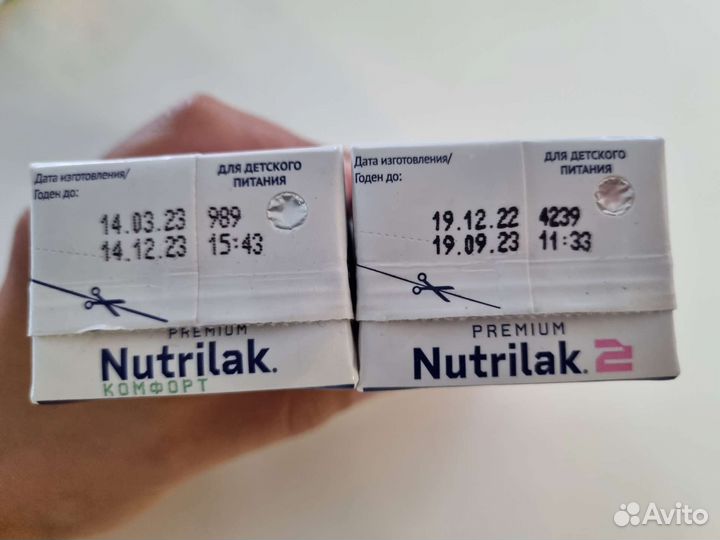 Дата изготовления/
Годен до:
ДЛЯ ДЕТСКОГО
ПИТАНИЯ
14.03.23 989
14.12.23 15:43
PREMIUM
Nutrilak.
КОМФОРТ
Дата изготовления/
Годен до:
ДЛЯ ДЕТСКОГО
ПИТАНИЯ
19.12.22 4239
19.09.23 11:33
PREMIUM
Nutrilak. 2
Avito